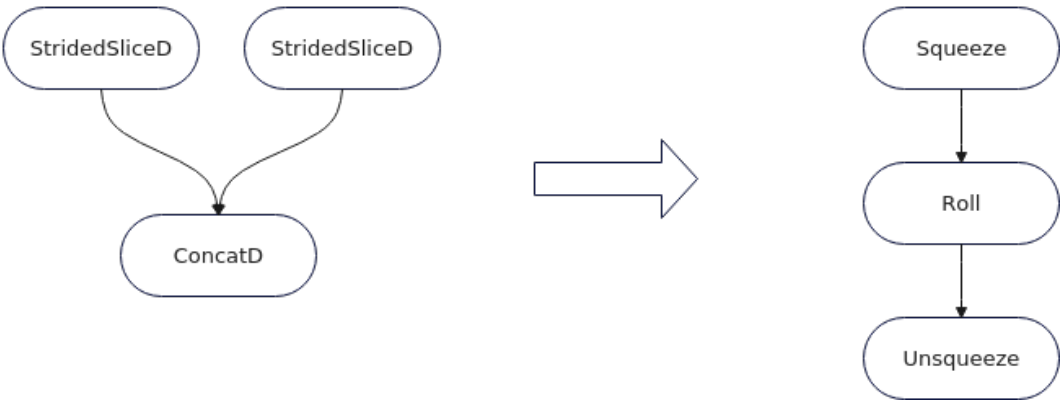 StridedSliceD
StridedSliceD
ConcatD
Squeeze
Roll
Unsqueeze